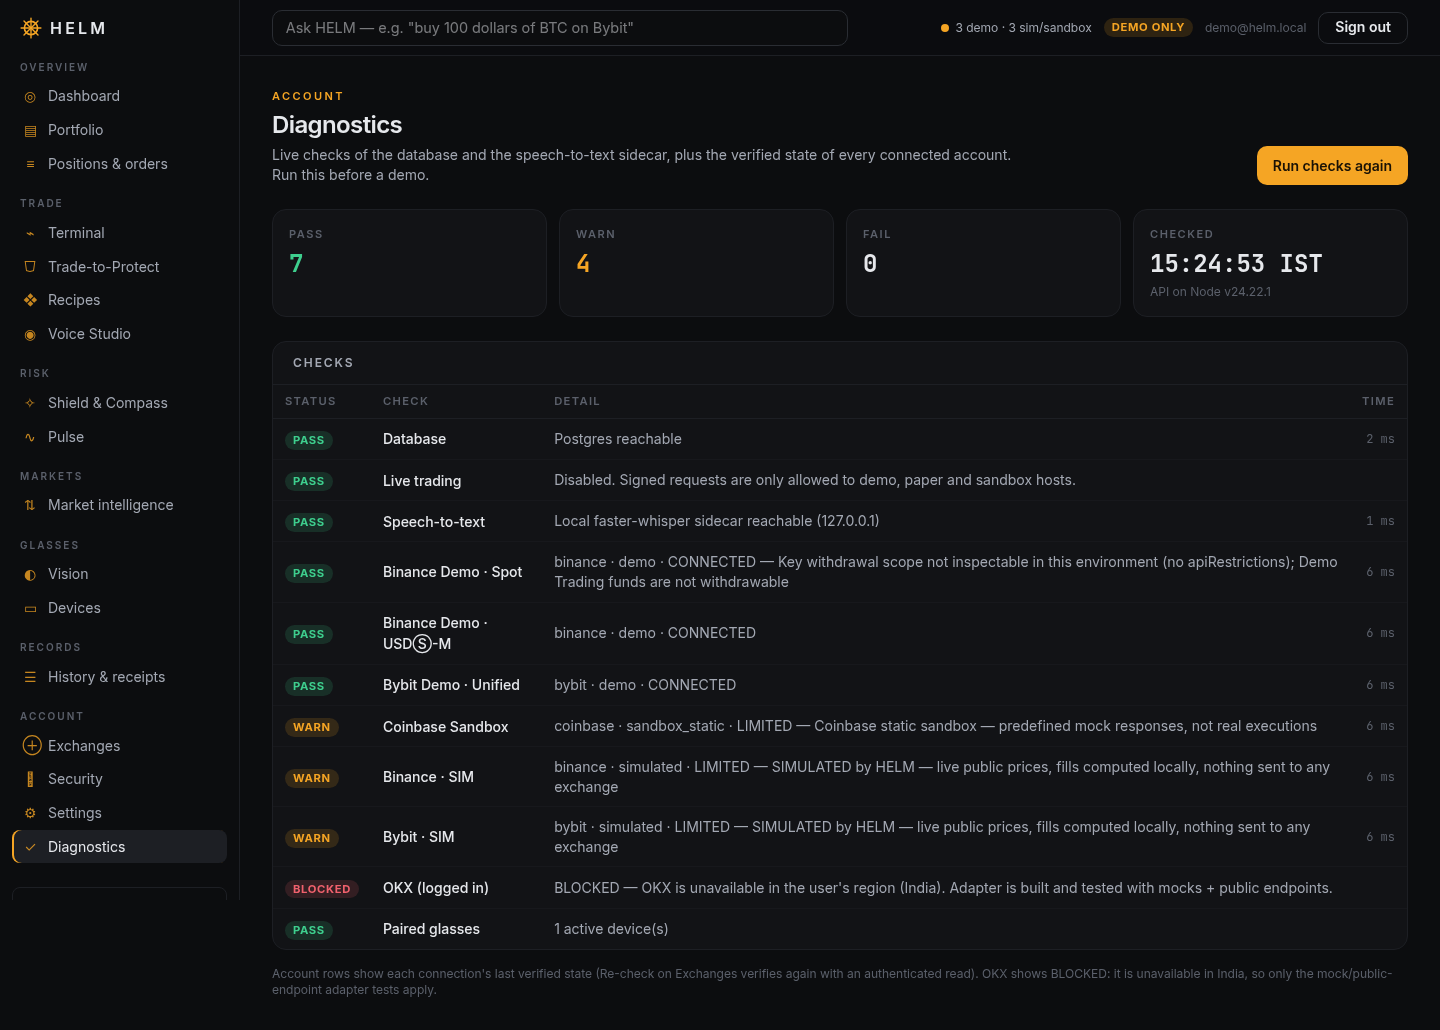 HELM
Ask HELM — e.g. "buy 100 dollars of BTC on Bybit"
3 demo · 3 sim/sandbox
DEMO ONLY
demo@helm.local
Sign out
OVERVIEW
Dashboard
Portfolio
Positions & orders
TRADE
Terminal
Trade-to-Protect
Recipes
Voice Studio
RISK
Shield & Compass
Pulse
MARKETS
Market intelligence
GLASSES
Vision
Devices
RECORDS
History & receipts
ACCOUNT
Exchanges
Security
Settings
Diagnostics
ACCOUNT
Diagnostics
Live checks of the database and the speech-to-text sidecar, plus the verified state of every connected account.
Run this before a demo.
Run checks again
PASS
7
WARN
4
FAIL
0
CHECKED
15:24:53 IST
API on Node v24.22.1
CHECKS
STATUS CHECK DETAIL TIME
PASS Database Postgres reachable 2 ms
PASS Live trading Disabled. Signed requests are only allowed to demo, paper and sandbox hosts.
PASS Speech-to-text Local faster-whisper sidecar reachable (127.0.0.1) 1 ms
PASS Binance Demo · Spot binance · demo · CONNECTED — Key withdrawal scope not inspectable in this environment (no apiRestrictions); Demo 6 ms
Trading funds are not withdrawable
PASS Binance Demo · binance · demo · CONNECTED 6 ms
USDⓈ-M
PASS Bybit Demo · Unified bybit · demo · CONNECTED 6 ms
WARN Coinbase Sandbox coinbase · sandbox_static · LIMITED — Coinbase static sandbox — predefined mock responses, not real executions 6 ms
WARN Binance · SIM binance · simulated · LIMITED — SIMULATED by HELM — live public prices, fills computed locally, nothing sent to any 6 ms
exchange
WARN Bybit · SIM bybit · simulated · LIMITED — SIMULATED by HELM — live public prices, fills computed locally, nothing sent to any 6 ms
exchange
BLOCKED OKX (logged in) BLOCKED — OKX is unavailable in the user's region (India). Adapter is built and tested with mocks + public endpoints.
PASS Paired glasses 1 active device(s)
Account rows show each connection's last verified state (Re-check on Exchanges verifies again with an authenticated read). OKX shows BLOCKED: it is unavailable in India, so only the mock/public-
endpoint adapter tests apply.